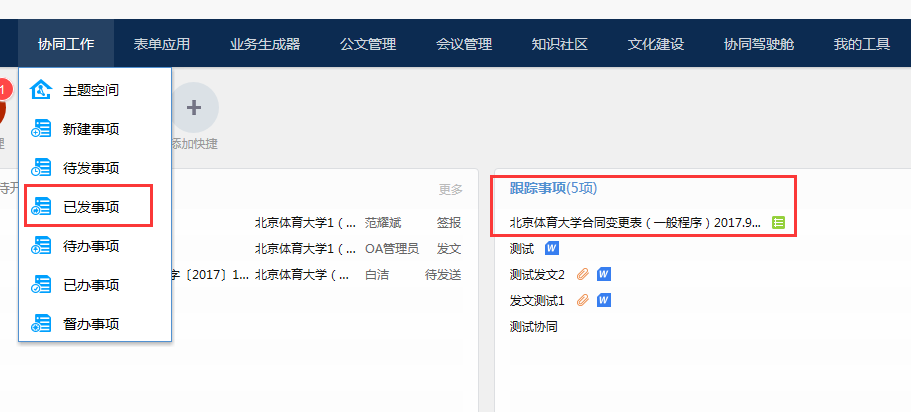 协同工作 表单应用 业务生成器 公文管理 会议管理 知识社区 文化建设 协同驾驶舱 我的工具
1
主题空间
新建事项
待发事项
已发事项
待办事项
已办事项
督办事项
+
添加快捷
理
待开
更多
北京体育大学1（... 范耀斌 签报
北京体育大学1（... OA管理员 发文
字〔2017〕1... 北京体育大学（... 白洁 待发送
跟踪事项(5项)
北京体育大学合同变更表（一般程序）2017.9...
测试 W
测试发文2 W
发文测试1 W
测试协同